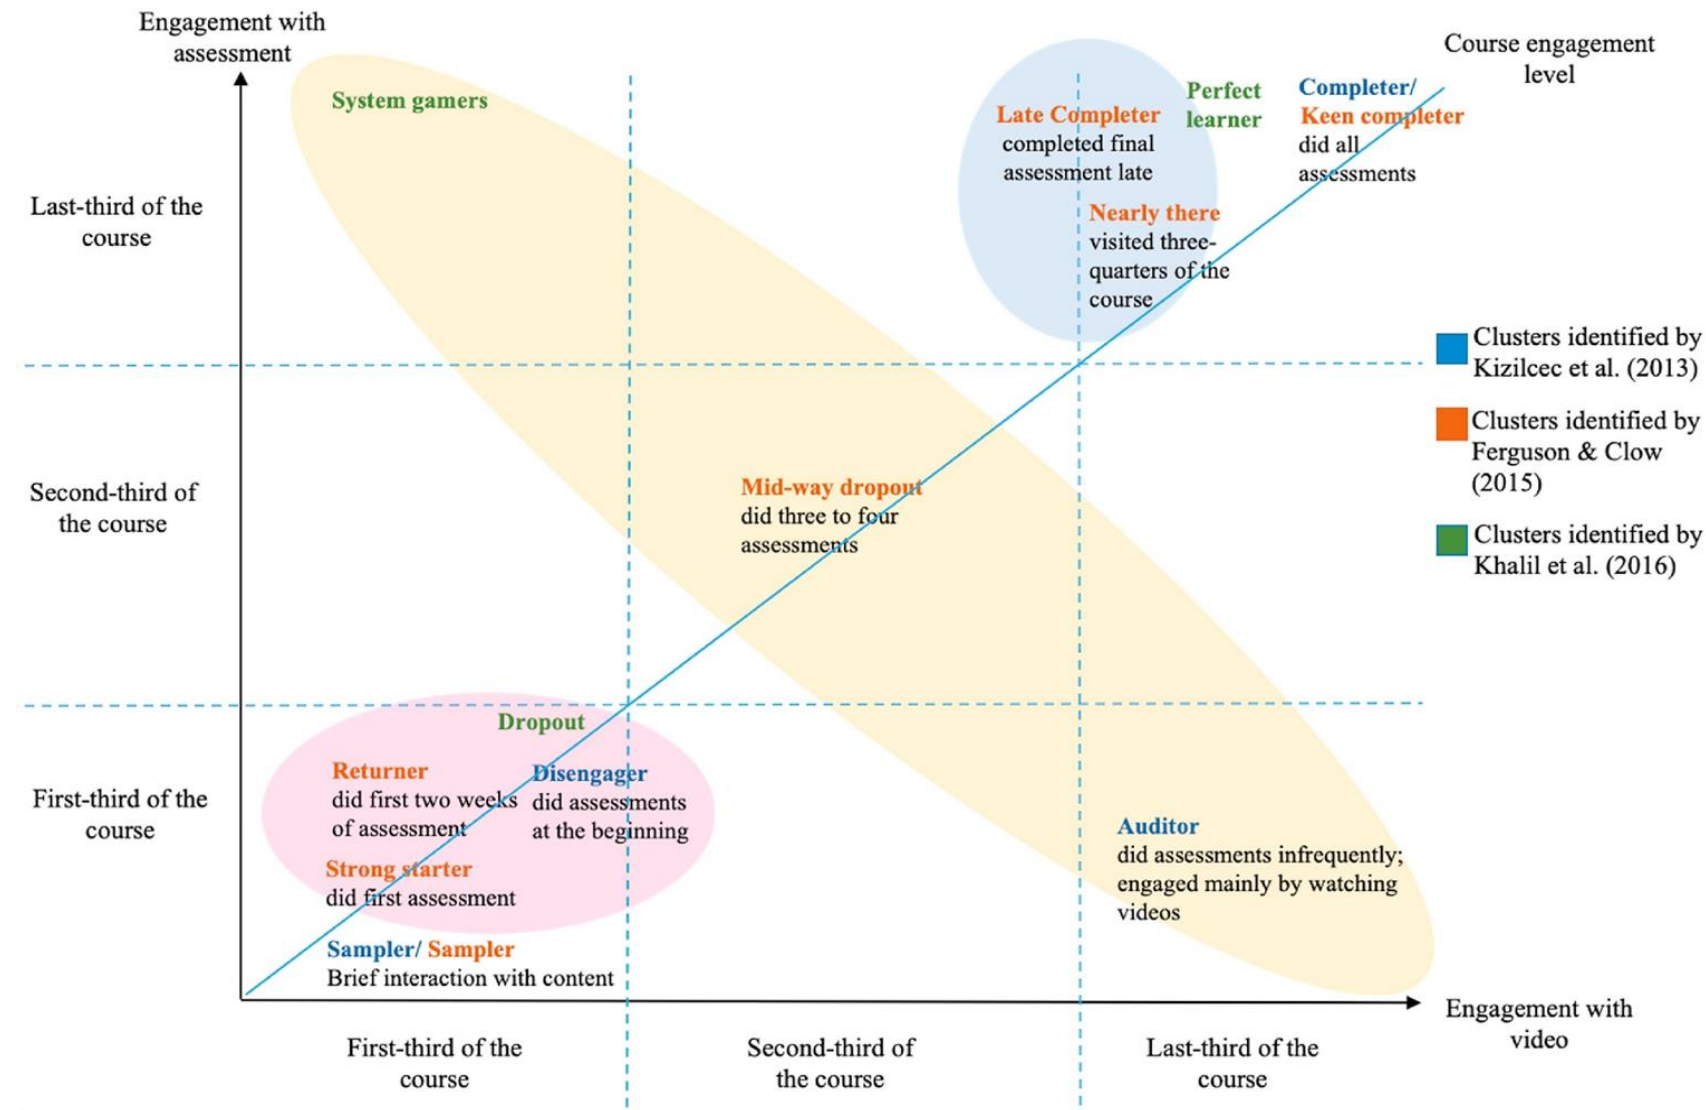 Engagement with
assessment
Course engagement
level
System gamers
Perfect
learner
Completer/
Keen completer
did all
assessments
Late Completer
completed final
assessment late
Nearly there
visited three-
quarters of the
course
Last-third of the
course
Clusters identified by
Kizilcec et al. (2013)
Clusters identified by
Ferguson & Clow
(2015)
Clusters identified by
Khalil et al. (2016)
Second-third of
the course
Mid-way dropout
did three to four
assessments
First-third of the
course
Dropout
Returner
did first two weeks
of assessment
Disengager
did assessments
at the beginning
Strong starter
did first assessment
Sampler/ Sampler
Brief interaction with content
Auditor
did assessments infrequently;
engaged mainly by watching
videos
Engagement with
video
First-third of the
course
Second-third of
the course
Last-third of the
course